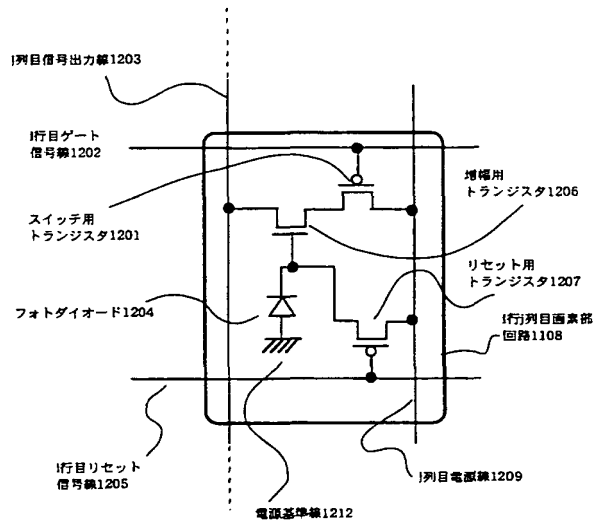 j列目信号出力線1203
i行目ゲート
信号線1202
増幅用
トランジスタ1206
スイッチ用
トランジスタ1201
リセット用
トランジスタ1207
フォトダイオード1204
i行j列目画素部
回路1108
i行目リセット
信号線1205
j列目電源線1209
電源基準線1212